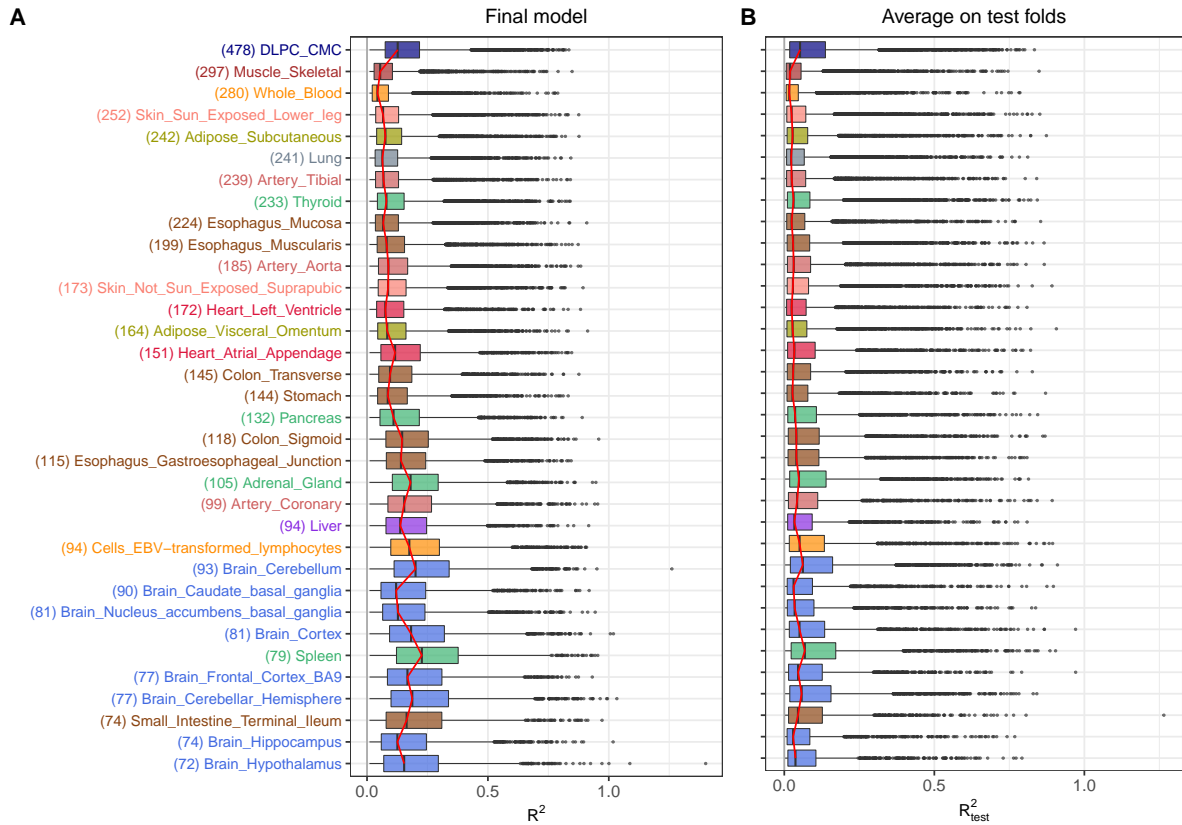 A
Final model
B
Average on test folds
(478) DLPC_CMC
(297) Muscle_Skeletal
(280) Whole_Blood
(252) Skin_Sun_Exposed_Lower_leg
(242) Adipose_Subcutaneous
(241) Lung
(239) Artery_Tibial
(233) Thyroid
(224) Esophagus_Mucosa
(199) Esophagus_Muscularis
(185) Artery_Aorta
(173) Skin_Not_Sun_Exposed_Suprapubic
(172) Heart_Left_Ventricle
(164) Adipose_Visceral_Omentum
(151) Heart_Atrial_Appendage
(145) Colon_Transverse
(144) Stomach
(132) Pancreas
(118) Colon_Sigmoid
(115) Esophagus_Gastroesophageal_Junction
(105) Adrenal_Gland
(99) Artery_Coronary
(94) Liver
(94) Cells_EBV−transformed_lymphocytes
(93) Brain_Cerebellum
(90) Brain_Caudate_basal_ganglia
(81) Brain_Nucleus_accumbens_basal_ganglia
(81) Brain_Cortex
(79) Spleen
(77) Brain_Frontal_Cortex_BA9
(77) Brain_Cerebellar_Hemisphere
(74) Small_Intestine_Terminal_Ileum
(74) Brain_Hippocampus
(72) Brain_Hypothalamus
0.0 0.5 1.0
R²
0.0 0.5 1.0
R²test